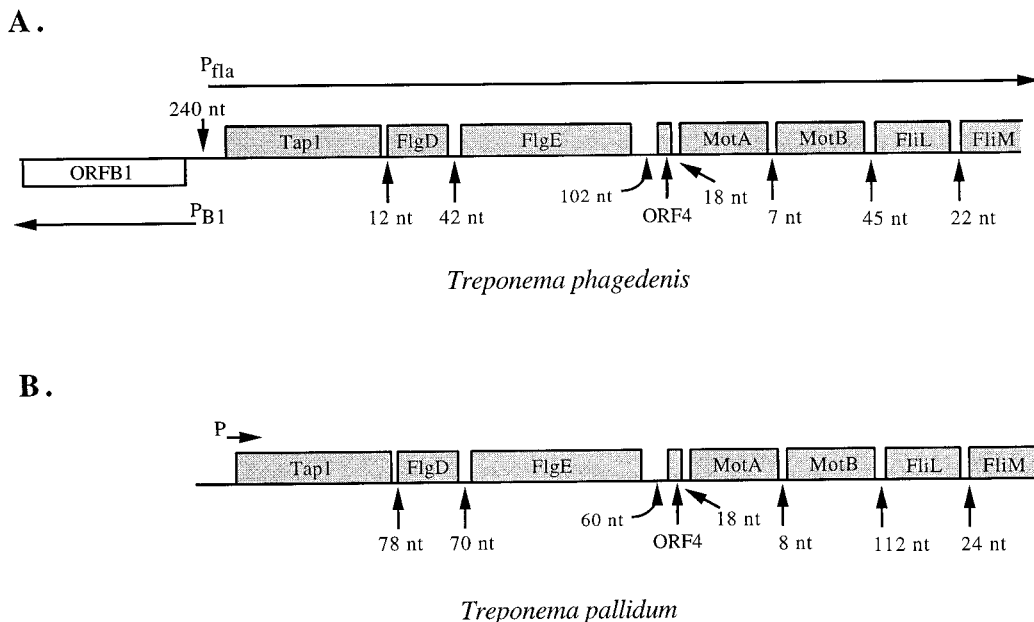 A.
P_fla
240 nt
Tap1 FlgD FlgE MotA MotB FliL FliM
ORFB1
102 nt 18 nt
P_B1 12 nt 42 nt ORF4 7 nt 45 nt 22 nt
Treponema phagedenis
B.
P
Tap1 FlgD FlgE MotA MotB FliL FliM
60 nt 18 nt
78 nt 70 nt ORF4 8 nt 112 nt 24 nt
Treponema pallidum